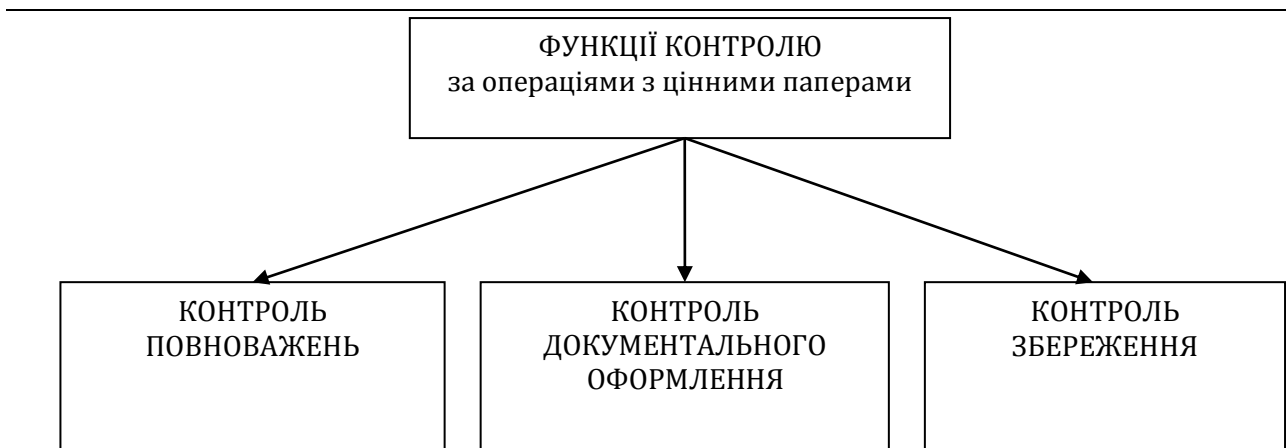 ФУНКЦІЇ КОНТРОЛЮ
за операціями з цінними паперами
КОНТРОЛЬ
ПОВНОВАЖЕНЬ
КОНТРОЛЬ
ДОКУМЕНТАЛЬНОГО
ОФОРМЛЕННЯ
КОНТРОЛЬ
ЗБЕРЕЖЕННЯ